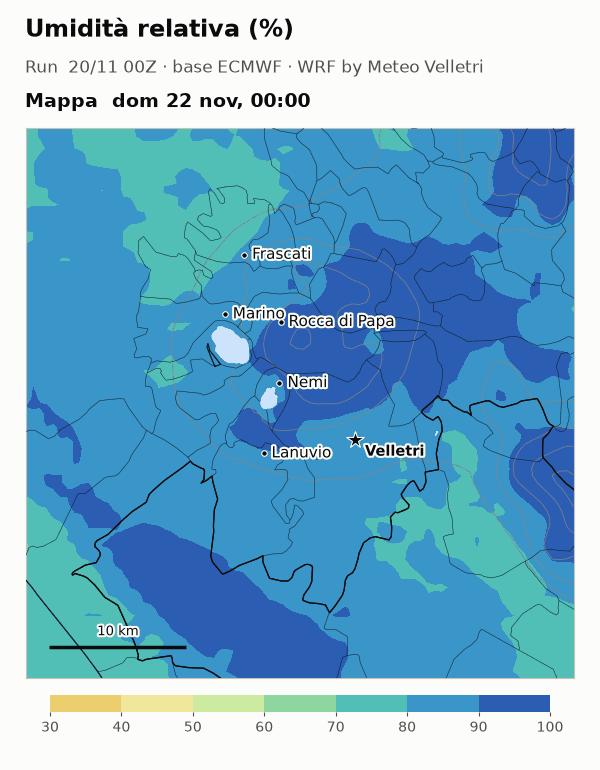 Umidità relativa (%)
Run  20/11 00Z · base ECMWF · WRF by Meteo Velletri
Mappa  dom 22 nov, 00:00
Frascati
Marino
Rocca di Papa
Nemi
Velletri
Lanuvio
10 km
30 40 50 60 70 80 90 100